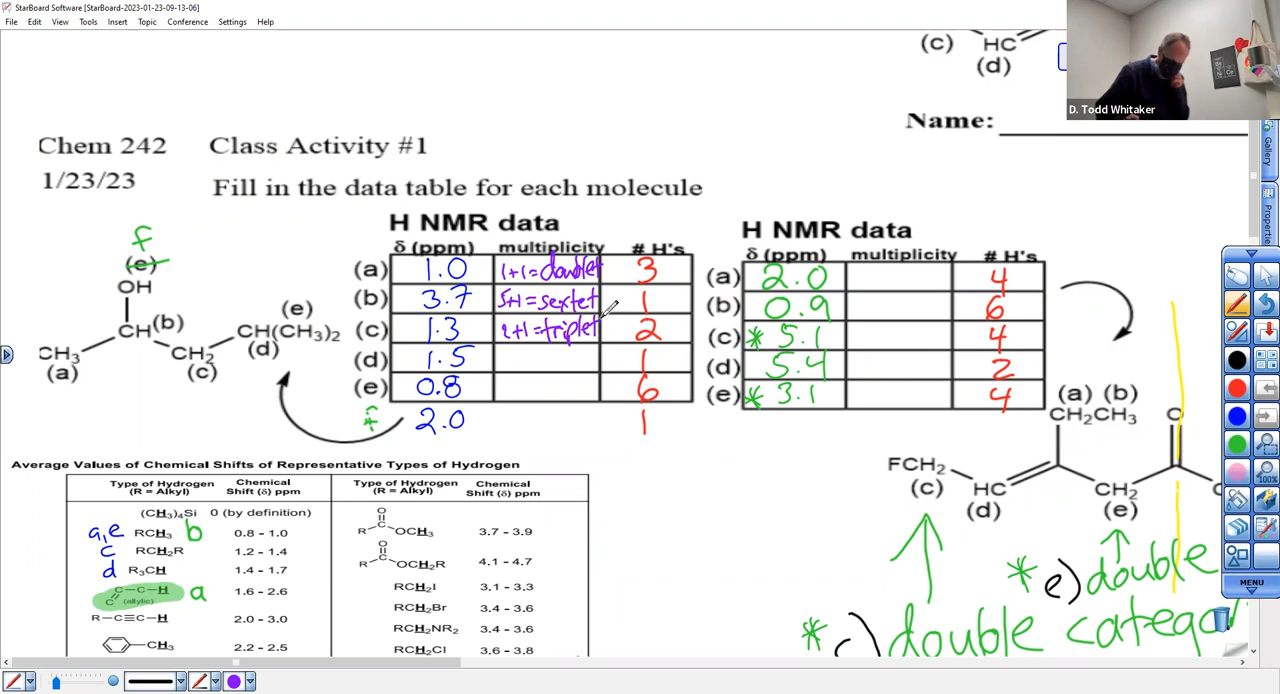 StarBoard Software [StarBoard-2023-01-23-09-13-06]
File Edit View Tools Insert Topic Conference Settings Help
(c) HC
(d)
D. Todd Whitaker
Name:
Chem 242 Class Activity #1
1/23/23 Fill in the data table for each molecule
H NMR data
δ (ppm) multiplicity # H's
(a) 1.0 1+1=doublet 3
(b) 3.7 5+1=sextet 1
(c) 1.3 2+1=triplet 2
(d) 1.5 1
(e) 0.8 6
f 2.0 1
f
(e)
OH
CH (b)
(e)
CH(CH3)2
(d)
CH3
(a)
CH2
(c)
H NMR data
δ (ppm) multiplicity # H's
(a) 2.0 4
(b) 0.9 6
(c) * 5.1 4
(d) 5.4 2
(e) * 3.1 4
(a) (b)
CH2CH3
O
FCH2
(c)
HC
(d)
CH2
(e)
* e) double
* c) double categor
Average Values of Chemical Shifts of Representative Types of Hydrogen
Type of Hydrogen (R = Alkyl) Chemical Shift (δ) ppm
(CH3)4Si 0 (by definition)
a,e RCH3 b 0.8 - 1.0
c RCH2R 1.2 - 1.4
d R3CH 1.4 - 1.7
C-C-H a 1.6 - 2.6
C (allylic)
R-C≡C-H 2.0 - 3.0
CH3 2.2 - 2.5
Type of Hydrogen (R = Alkyl) Chemical Shift (δ) ppm
O
R C OCH3 3.7 - 3.9
O
R C OCH2R 4.1 - 4.7
RCH2I 3.1 - 3.3
RCH2Br 3.4 - 3.6
RCH2NR2 3.4 - 3.6
RCH2Cl 3.6 - 3.8
Gallery
Properties
100%
MENU